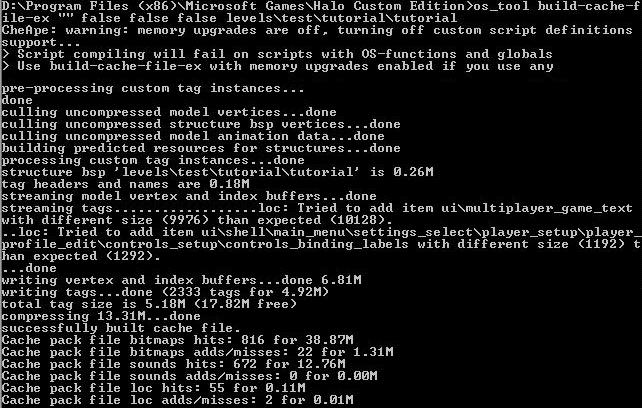 D:\Program Files (x86)\Microsoft Games\Halo Custom Edition>os_tool build-cache-f
ile-ex "" false false false levels\test\tutorial\tutorial
CheApe: warning: memory upgrades are off, turning off custom script definitions
support...
> Script compiling will fail on scripts with OS-functions and globals
> Use build-cache-file-ex with memory upgrades enabled if you use any
pre-processing custom tag instances...
done
culling uncompressed model vertices...done
culling uncompressed structure bsp vertices...done
culling uncompressed model animation data...done
building predicted resources for structures...done
processing custom tag instances...done
structure bsp 'levels\test\tutorial\tutorial' is 0.26M
tag headers and names are 0.18M
streaming model vertex and index buffers...done
streaming tags..................loc: Tried to add item ui\multiplayer_game_text
with different size (9976) than expected (10128).
..loc: Tried to add item ui\shell\main_menu\settings_select\player_setup\player_
profile_edit\controls_setup\controls_binding_labels with different size (1192) t
han expected (1292).
...done
writing vertex and index buffers...done 6.81M
writing tags...done (2333 tags for 4.92M)
total tag size is 5.18M (17.82M free)
compressing 13.31M...done
successfully built cache file.
Cache pack file bitmaps hits: 816 for 38.87M
Cache pack file bitmaps adds/misses: 22 for 1.31M
Cache pack file sounds hits: 672 for 12.76M
Cache pack file sounds adds/misses: 0 for 0.00M
Cache pack file loc hits: 55 for 0.11M
Cache pack file loc adds/misses: 2 for 0.01M